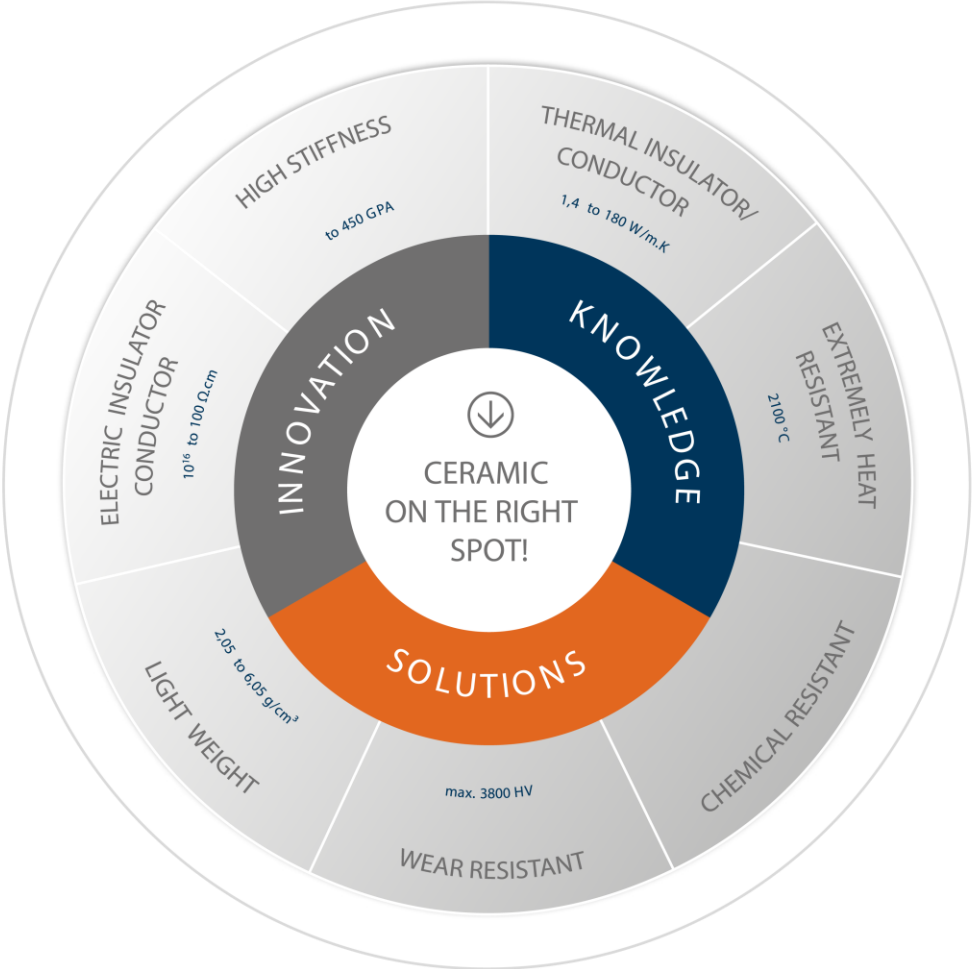 CERAMIC
ON THE RIGHT
SPOT!
INNOVATION
KNOWLEDGE
SOLUTIONS
THERMAL INSULATOR/
CONDUCTOR
1,4 to 180 W/m.K
EXTREMELY HEAT
RESISTANT
2100 °C
CHEMICAL RESISTANT
max. 3800 HV
WEAR RESISTANT
2,05 to 6,05 g/cm³
LIGHT WEIGHT
ELECTRIC INSULATOR
CONDUCTOR
10¹⁶ to 100 Ω.cm
HIGH STIFFNESS
to 450 GPA